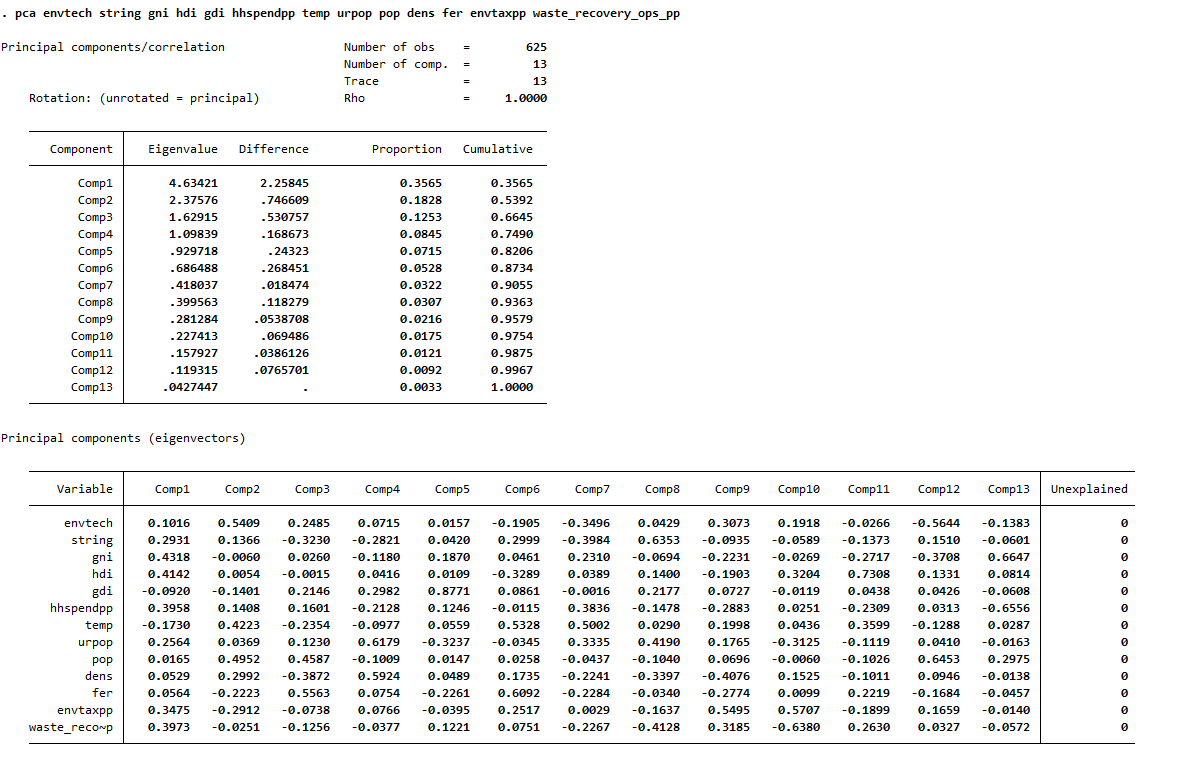 . pca envtech string gni hdi gdi hhspendpp temp urpop pop dens fer envtaxpp waste_recovery_ops_pp
Principal components/correlation Number of obs = 625
Number of comp. = 13
Trace = 13
Rotation: (unrotated = principal) Rho = 1.0000
Component Eigenvalue Difference Proportion Cumulative
Comp1 4.63421 2.25845 0.3565 0.3565
Comp2 2.37576 .746609 0.1828 0.5392
Comp3 1.62915 .530757 0.1253 0.6645
Comp4 1.09839 .168673 0.0845 0.7490
Comp5 .929718 .24323 0.0715 0.8206
Comp6 .686488 .268451 0.0528 0.8734
Comp7 .418037 .018474 0.0322 0.9055
Comp8 .399563 .118279 0.0307 0.9363
Comp9 .281284 .0538708 0.0216 0.9579
Comp10 .227413 .069486 0.0175 0.9754
Comp11 .157927 .0386126 0.0121 0.9875
Comp12 .119315 .0765701 0.0092 0.9967
Comp13 .0427447 . 0.0033 1.0000
Principal components (eigenvectors)
Variable Comp1 Comp2 Comp3 Comp4 Comp5 Comp6 Comp7 Comp8 Comp9 Comp10 Comp11 Comp12 Comp13 Unexplained
envtech 0.1016 0.5409 0.2485 0.0715 0.0157 -0.1905 -0.3496 0.0429 0.3073 0.1918 -0.0266 -0.5644 -0.1383 0
string 0.2931 0.1366 -0.3230 -0.2821 0.0420 0.2999 -0.3984 0.6353 -0.0935 -0.0589 -0.1373 0.1510 -0.0601 0
gni 0.4318 -0.0060 0.0260 -0.1180 0.1870 0.0461 0.2310 -0.0694 -0.2231 -0.0269 -0.2717 -0.3708 0.6647 0
hdi 0.4142 0.0054 -0.0015 0.0416 0.0109 -0.3289 0.0389 0.1400 -0.1903 0.3204 0.7308 0.1331 0.0814 0
gdi -0.0920 -0.1401 0.2146 0.2982 0.8771 0.0861 -0.0016 0.2177 0.0727 -0.0119 0.0438 0.0426 -0.0608 0
hhspendpp 0.3958 0.1408 0.1601 -0.2128 0.1246 -0.0115 0.3836 -0.1478 -0.2883 0.0251 -0.2309 0.0313 -0.6556 0
temp -0.1730 0.4223 -0.2354 -0.0977 0.0559 0.5328 0.5002 0.0290 0.1998 0.0436 0.3599 -0.1288 0.0287 0
urpop 0.2564 0.0369 0.1230 0.6179 -0.3237 -0.0345 0.3335 0.4190 0.1765 -0.3125 -0.1119 0.0410 -0.0163 0
pop 0.0165 0.4952 0.4587 -0.1009 0.0147 0.0258 -0.0437 -0.1040 0.0696 -0.0060 -0.1026 0.6453 0.2975 0
dens 0.0529 0.2992 -0.3872 0.5924 0.0489 0.1735 -0.2241 -0.3397 -0.4076 0.1525 -0.1011 0.0946 -0.0138 0
fer 0.0564 -0.2223 0.5563 0.0754 -0.2261 0.6092 -0.2284 -0.0340 -0.2774 0.0099 0.2219 -0.1684 -0.0457 0
envtaxpp 0.3475 -0.2912 -0.0738 0.0766 -0.0395 0.2517 0.0029 -0.1637 0.5495 0.5707 -0.1899 0.1659 -0.0140 0
waste_reco~p 0.3973 -0.0251 -0.1256 -0.0377 0.1221 0.0751 -0.2267 -0.4128 0.3185 -0.6380 0.2630 0.0327 -0.0572 0